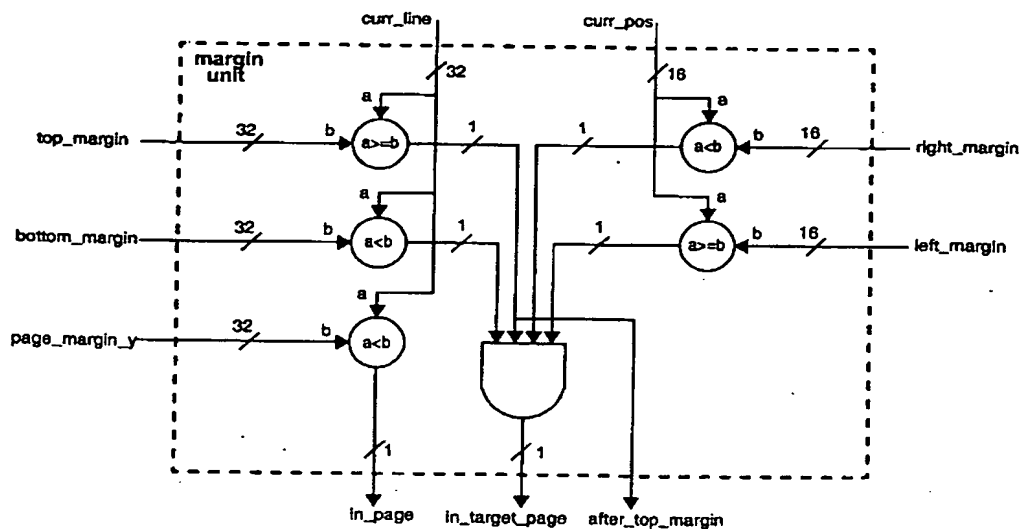 curr_line
curr_pos
margin
unit
32
16
a
a
top_margin
32
b
a>=b
1
1
a<b
b
16
right_margin
a
a
bottom_margin
32
b
a<b
1
1
a>=b
b
16
left_margin
a
page_margin_y
32
b
a<b
1
1
in_page
in_target_page
after_top_margin